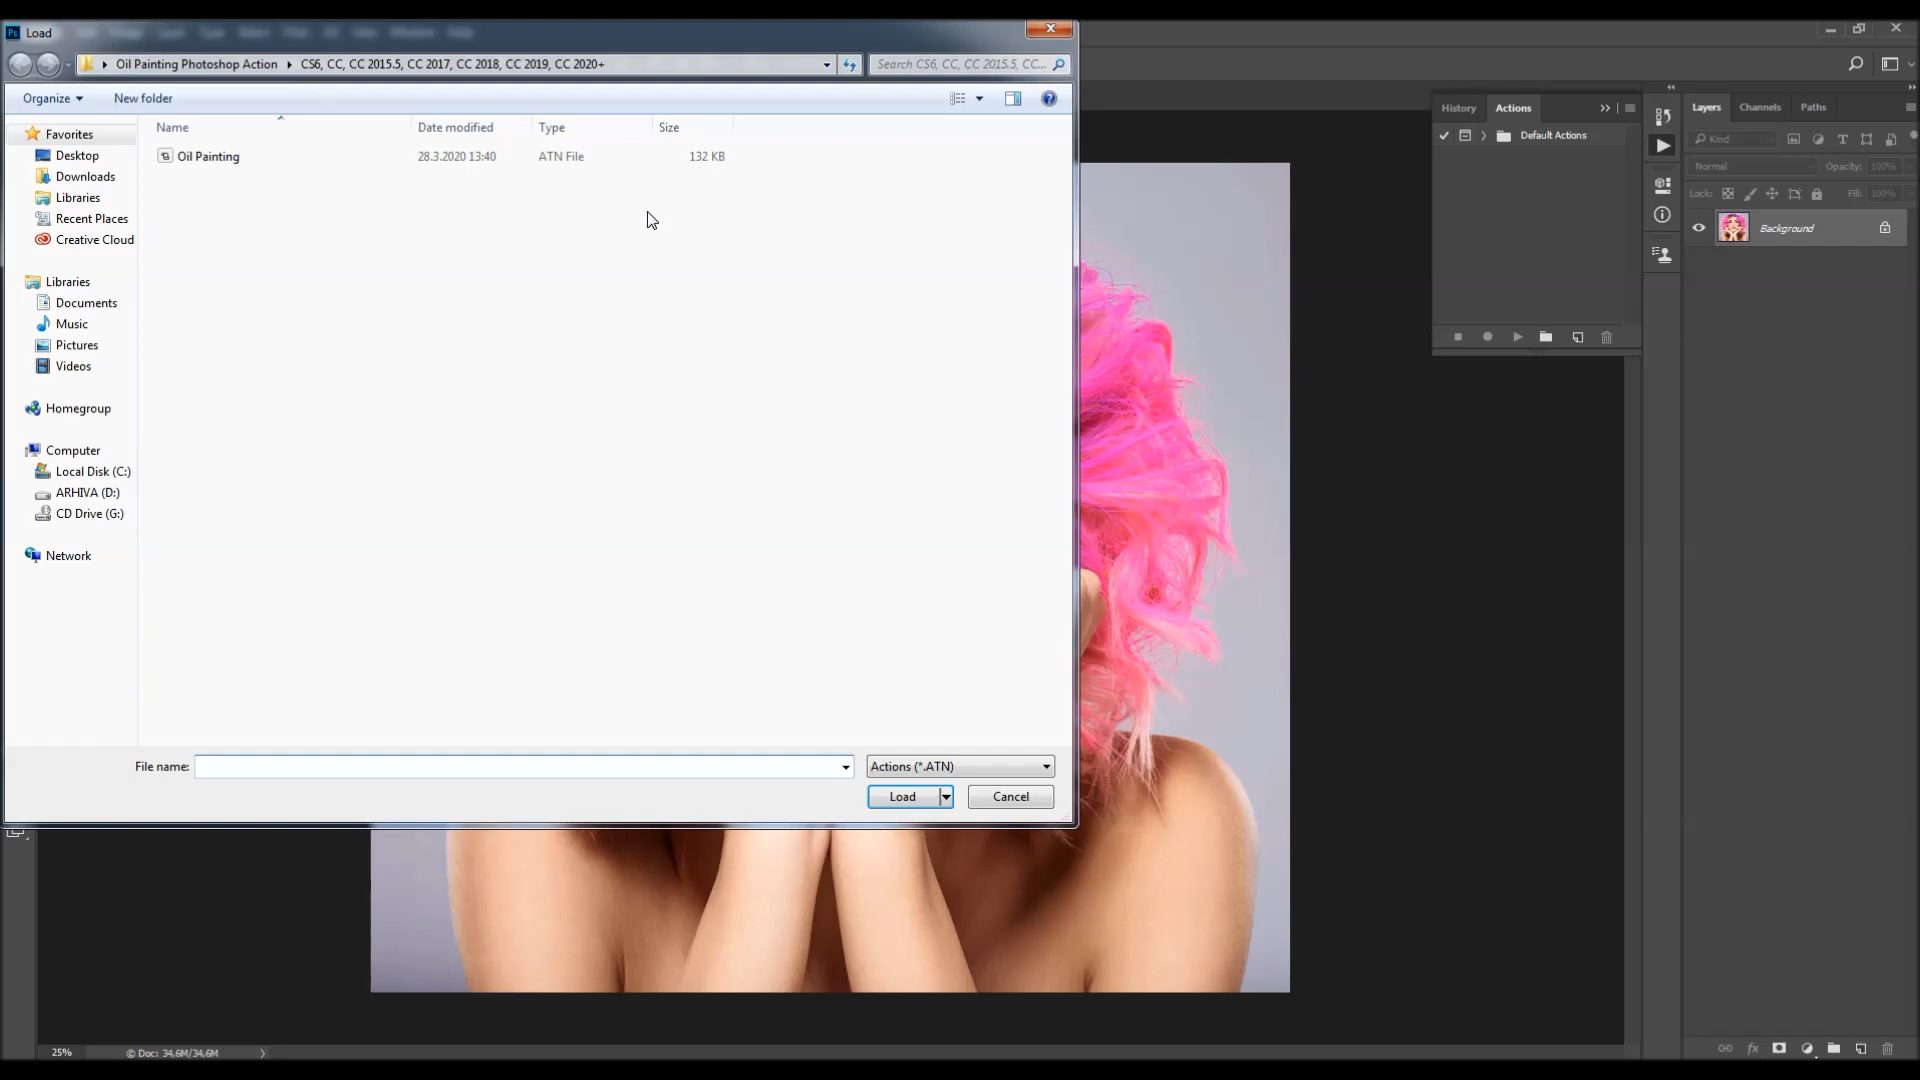 Load
Oil Painting Photoshop Action
CS6, CC, CC 2015.5, CC 2017, CC 2018, CC 2019, CC 2020+
Search CS6, CC, CC 2015.5, CC...
Organize
New folder
Name
Date modified
Type
Size
Oil Painting
28.3.2020 13:40
ATN File
132 KB
Favorites
Desktop
Downloads
Libraries
Recent Places
Creative Cloud
Libraries
Documents
Music
Pictures
Videos
Homegroup
Computer
Local Disk (C:)
ARHIVA (D:)
CD Drive (G:)
Network
File name:
Actions (*.ATN)
Load
Cancel
History
Actions
Default Actions
Layers
Channels
Paths
Kind
Normal
Opacity: 100%
Lock:
Fill: 100%
Background
25%
Doc: 34,6M/34,6M